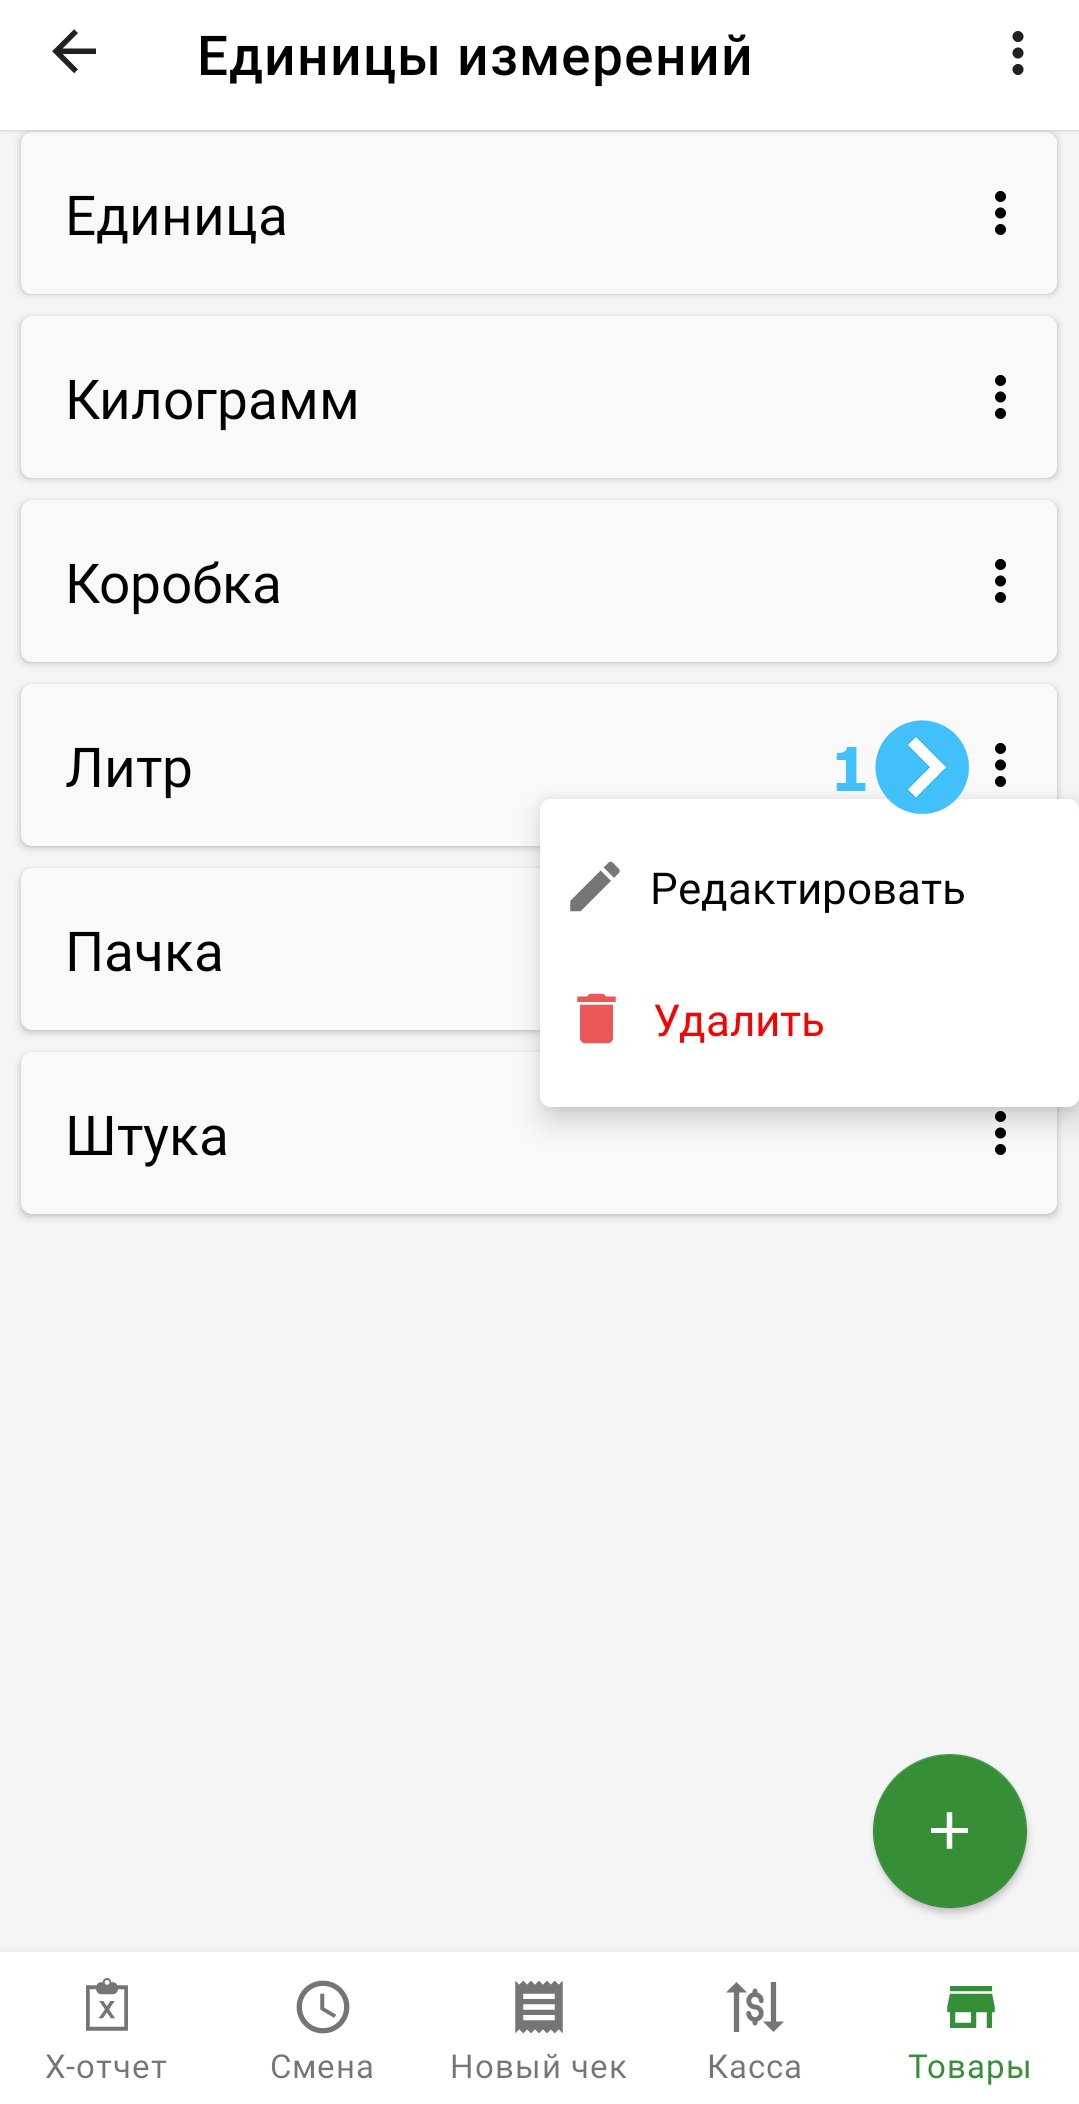 Единицы измерений
Единица
Килограмм
Коробка
Литр
1
Редактировать
Пачка
Удалить
Штука
X
X-отчет
Смена
Новый чек
$
Касса
Товары